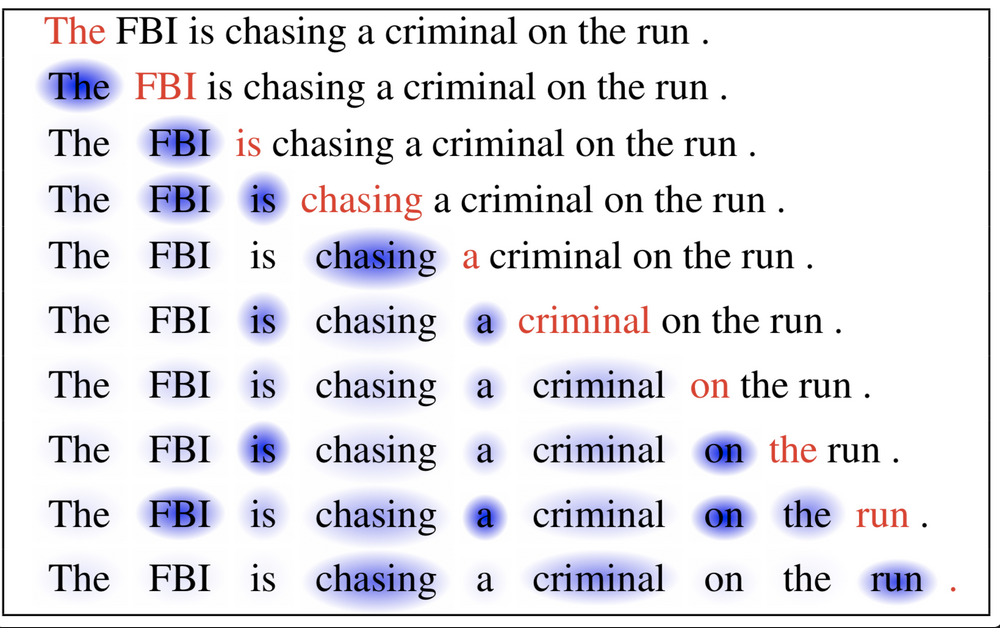 The FBI is chasing a criminal on the run .
The FBI is chasing a criminal on the run .
The FBI is chasing a criminal on the run .
The FBI is chasing a criminal on the run .
The FBI is chasing a criminal on the run .
The FBI is chasing a criminal on the run .
The FBI is chasing a criminal on the run .
The FBI is chasing a criminal on the run .
The FBI is chasing a criminal on the run .
The FBI is chasing a criminal on the run .